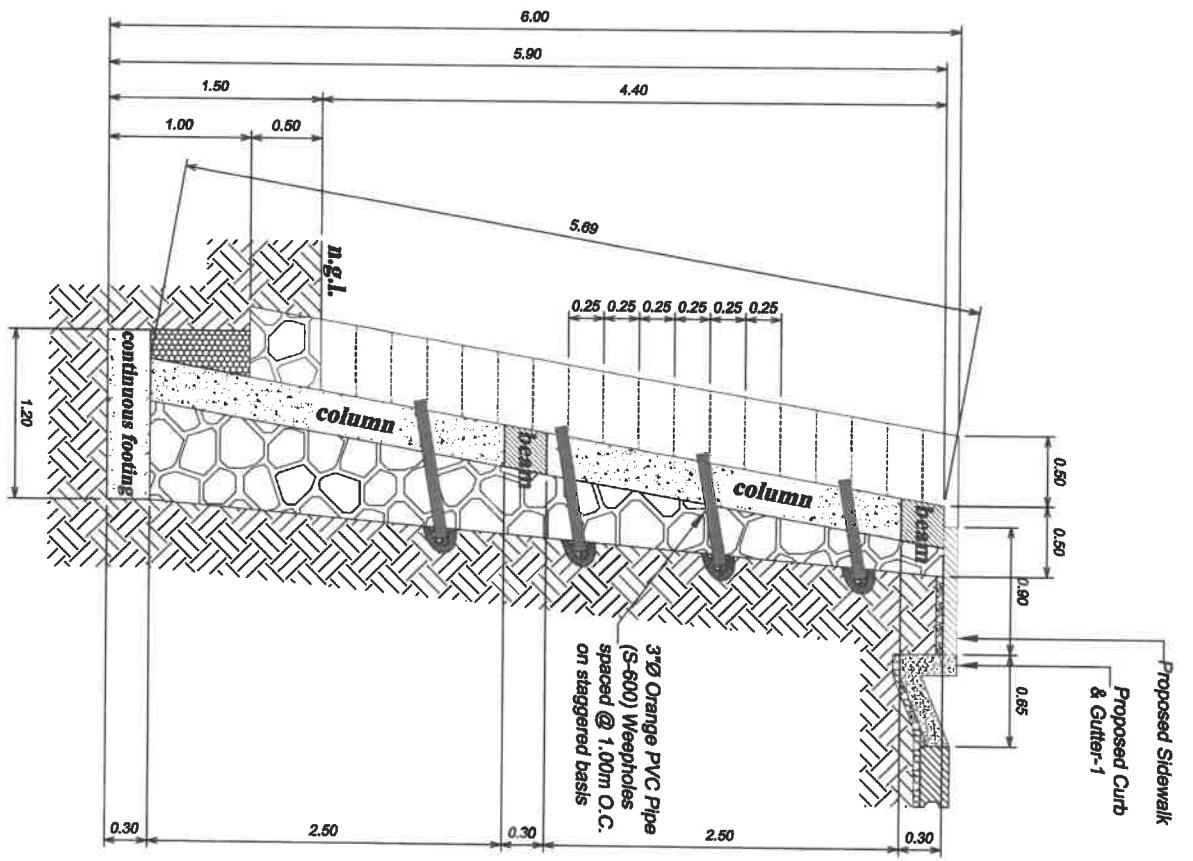 6.00
5.90
1.50
4.40
1.00
0.50
5.69
n.g.l.
0.25 0.25 0.25 0.25 0.25 0.25
continuous footing
1.20
column
beam
column
beam
0.50
0.50
0.90
0.65
Proposed Sidewalk
Proposed Curb
& Gutter-1
3"Ø Orange PVC Pipe
(S-600) Weepholes
spaced @ 1.00m O.C.
on staggered basis
0.30
2.50
0.30
2.50
0.30